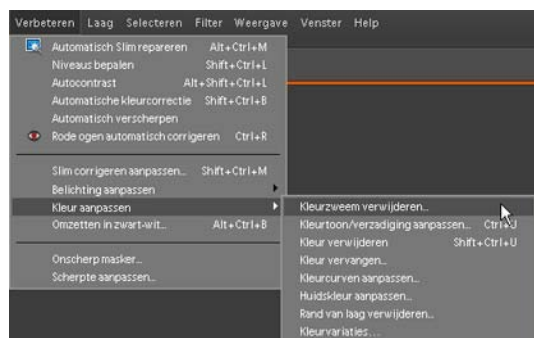 Verbeteren Laag Selecteren Filter Weergave Venster Help
Automatisch Slim repareren Alt+Ctrl+M
Niveaus bepalen Shift+Ctrl+L
Autocontrast Alt+Shift+Ctrl+L
Automatische kleurcorrectie Shift+Ctrl+B
Automatisch verscherpen
Rode ogen automatisch corrigeren Ctrl+R
Slim corrigeren aanpassen... Shift+Ctrl+M
Belichting aanpassen
Kleur aanpassen
Omzetten in zwart-wit... Alt+Ctrl+B
Onscherp masker...
Scherpte aanpassen...
Kleurzweem verwijderen...
Kleurtoon/verzadiging aanpassen... Ctrl+U
Kleur verwijderen Shift+Ctrl+U
Kleur vervangen...
Kleurcurven aanpassen...
Huidskleur aanpassen...
Rand van laag verwijderen...
Kleurvariaties...